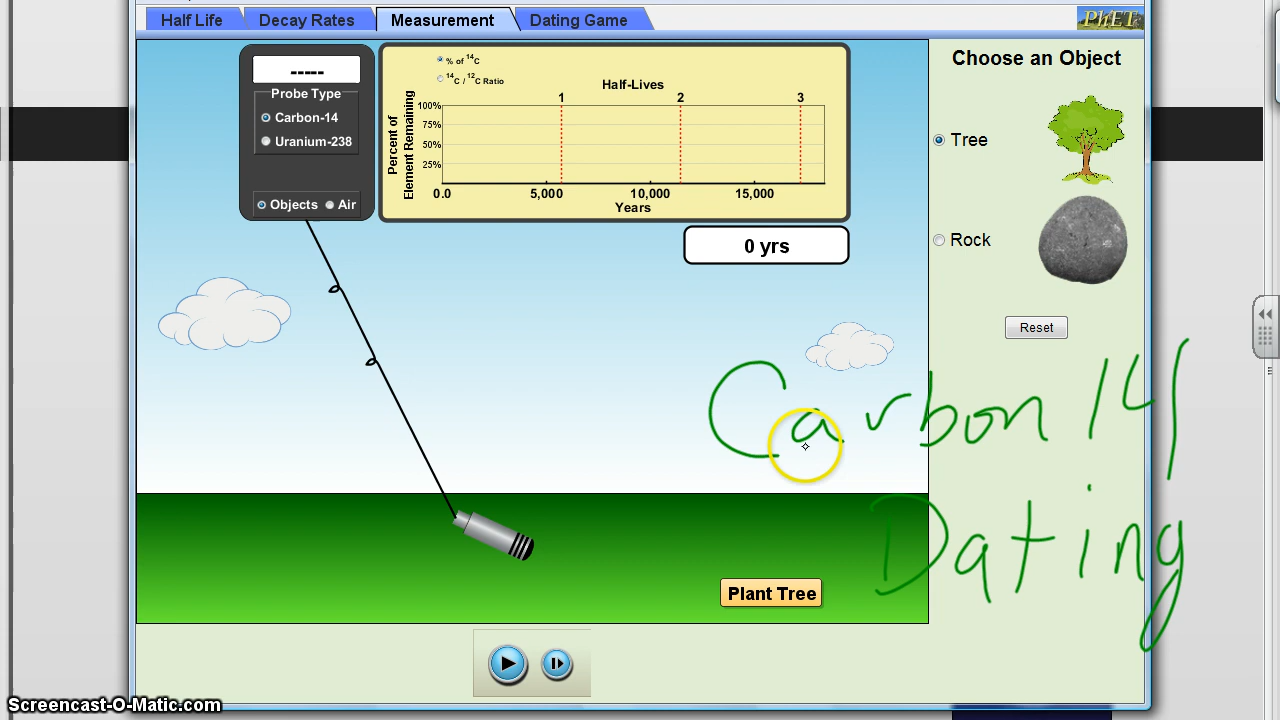 Half Life Decay Rates Measurement Dating Game PhET
-----
Probe Type
Carbon-14
Uranium-238
Objects Air
% of 14C
14C / 12C Ratio
Half-Lives
1 2 3
Percent of
Element Remaining
100%
75%
50%
25%
0.0 5,000 10,000 15,000
Years
0 yrs
Choose an Object
Tree
Rock
Reset
Carbon 14
Dating
Plant Tree
Screencast-O-Matic.com